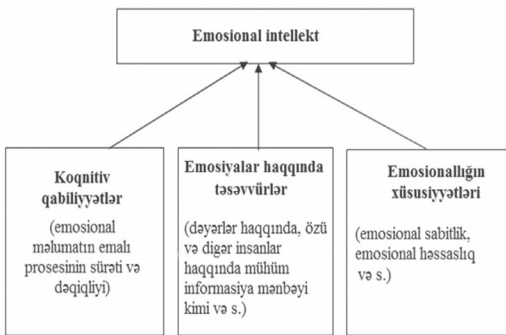 Emosional intellekt
Koqnitiv
qabiliyyətlər
(emosional
məlumatın emalı
prosesinin sürəti və
dəqiqliyi)
Emosiyalar haqqında
təsəvvürlər
(dəyərlər haqqında, özü
və digər insanlar
haqqında mühüm
informasiya mənbəyi
kimi və s.)
Emosionallığın
xüsusiyyətləri
(emosional sabitlik,
emosional həssaslıq
və s.)